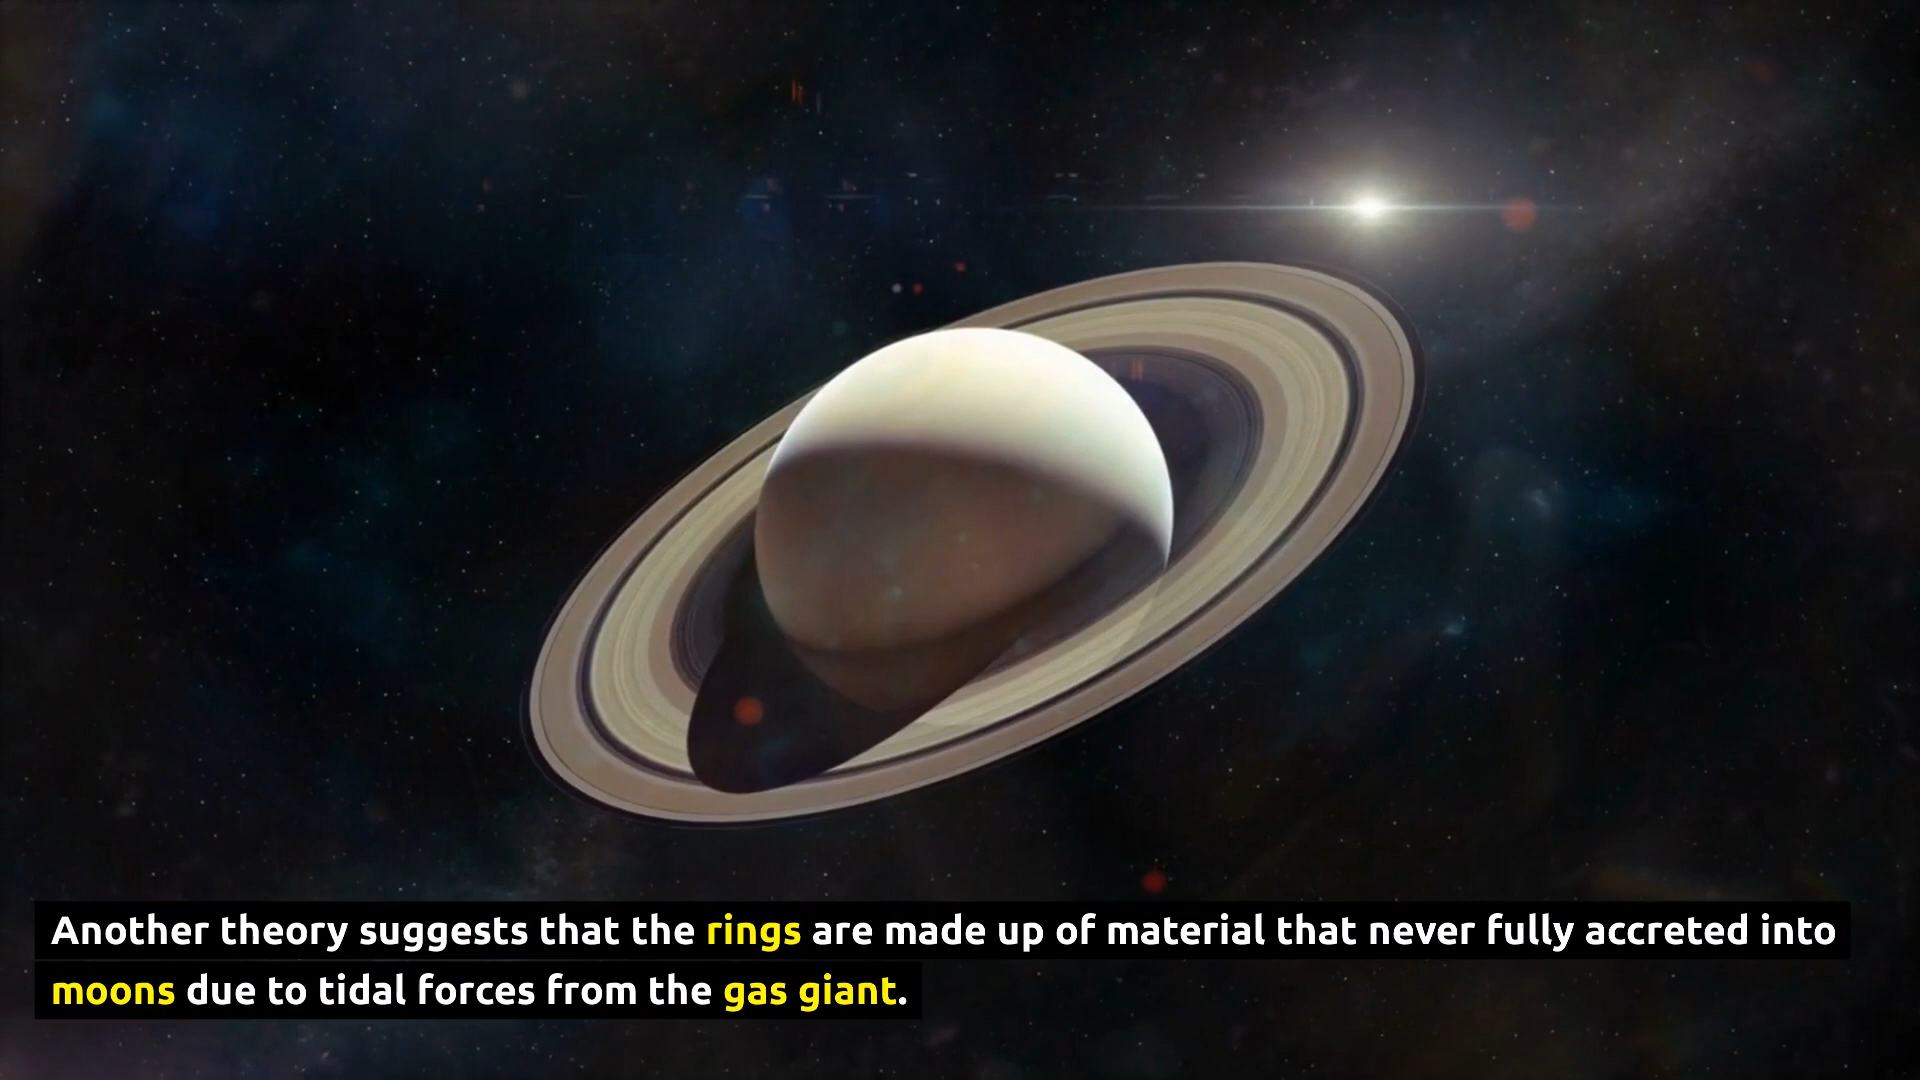 Another theory suggests that the rings are made up of material that never fully accreted into
moons due to tidal forces from the gas giant.